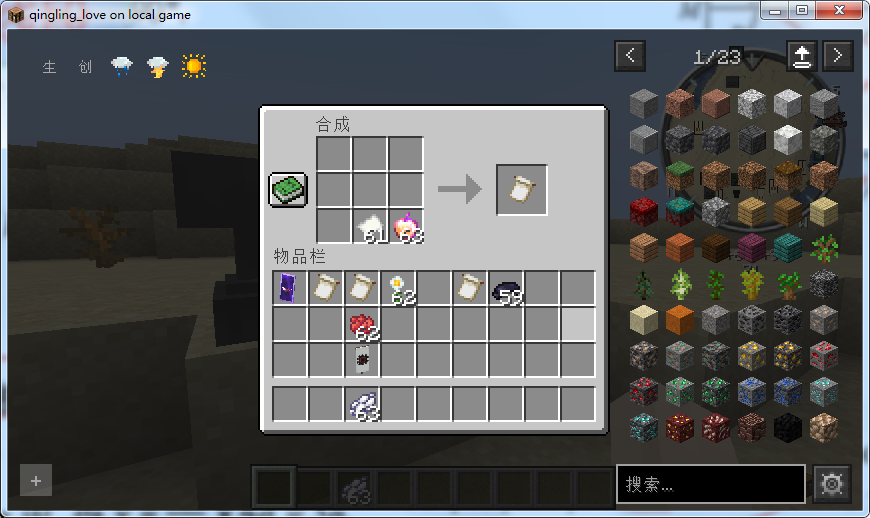 qingling_love on local game
生 创
1/23
合成
61 63
物品栏
62 59
62
63
63
搜索...